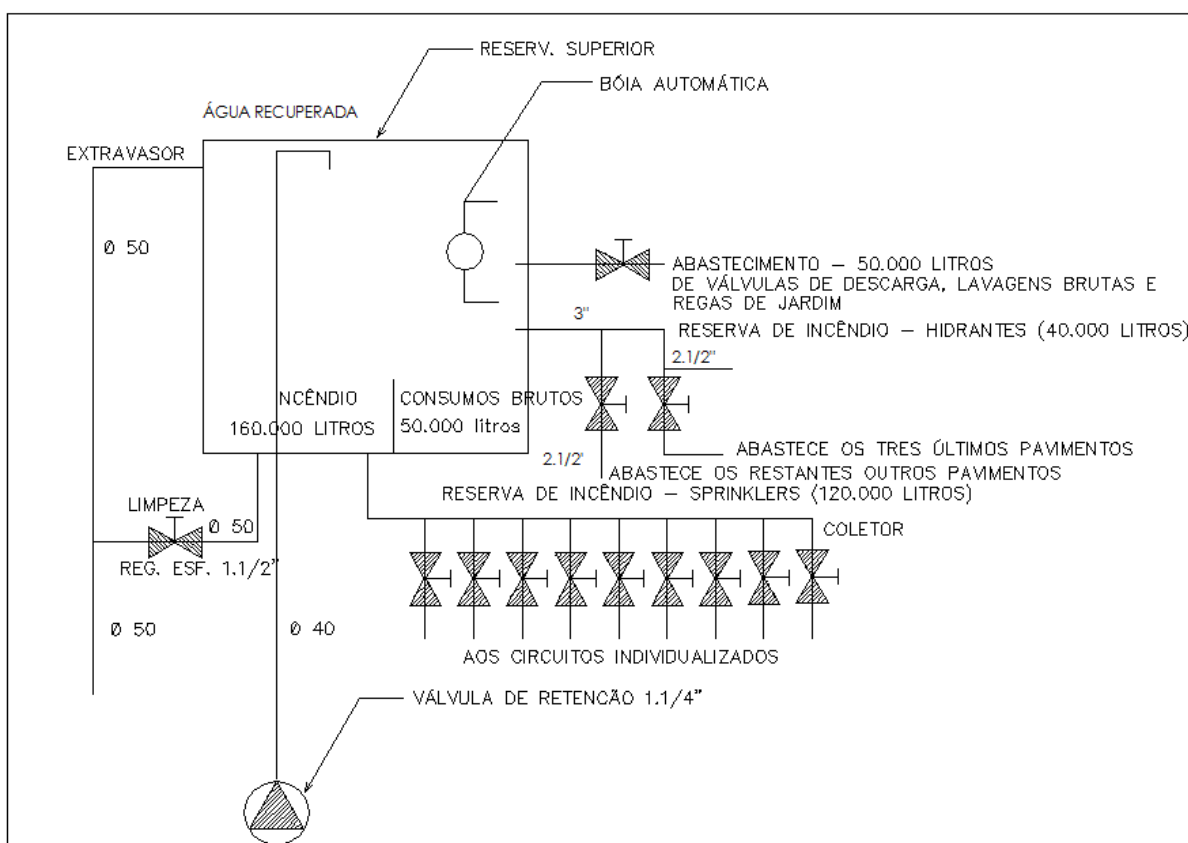 RESERV. SUPERIOR
BÓIA AUTOMÁTICA
ÁGUA RECUPERADA
EXTRAVASOR
Ø 50
ABASTECIMENTO – 50.000 LITROS
DE VÁLVULAS DE DESCARGA, LAVAGENS BRUTAS E
REGAS DE JARDIM
3"
RESERVA DE INCÊNDIO – HIDRANTES (40.000 LITROS)
2.1/2"
NCÊNDIO
160.000 LITROS
CONSUMOS BRUTOS
50.000 litros
ABASTECE OS TRES ÚLTIMOS PAVIMENTOS
2.1/2"
ABASTECE OS RESTANTES OUTROS PAVIMENTOS
RESERVA DE INCÊNDIO – SPRINKLERS (120.000 LITROS)
LIMPEZA
Ø 50
COLETOR
REG. ESF. 1.1/2"
Ø 50
Ø 40
AOS CIRCUITOS INDIVIDUALIZADOS
VÁLVULA DE RETENCÃO 1.1/4"